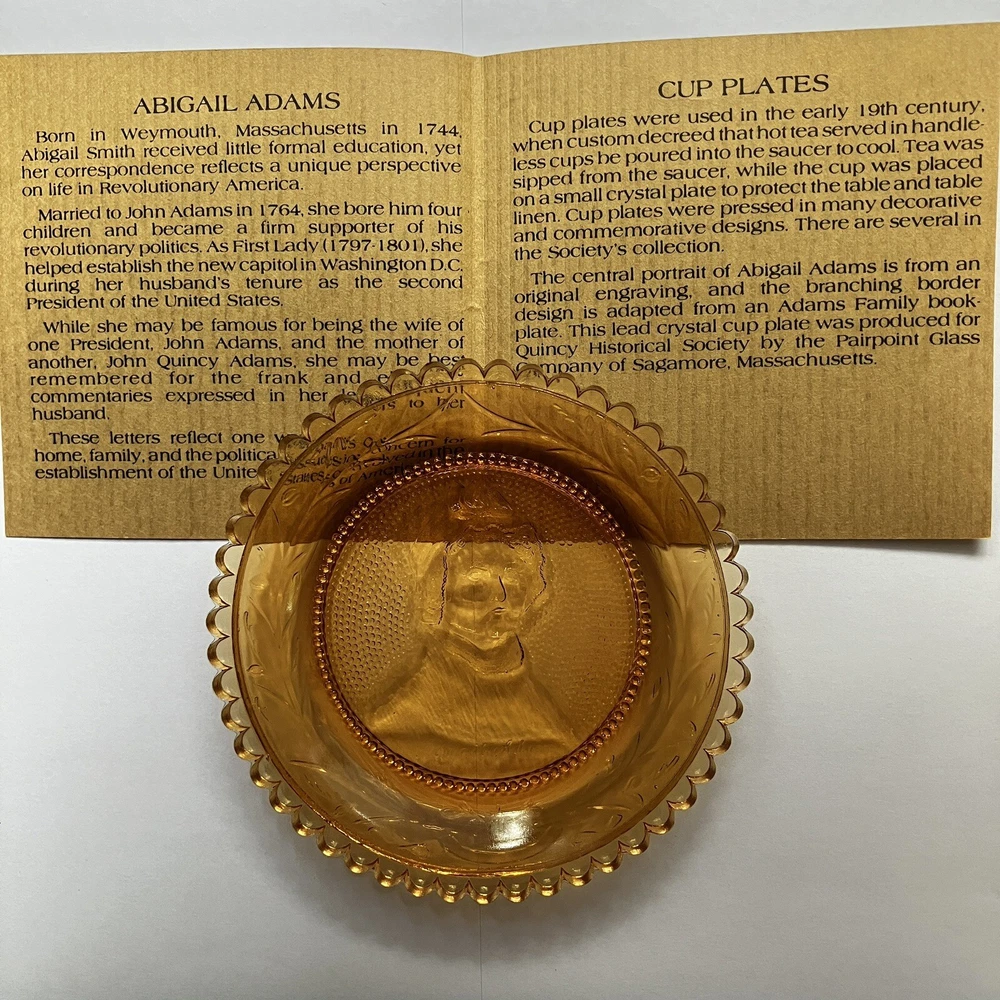 ABIGAIL ADAMS
Born in Weymouth, Massachusetts in 1744,
Abigail Smith received little formal education, yet
her correspondence reflects a unique perspective
on life in Revolutionary America.
Married to John Adams in 1764, she bore him four
children and became a firm supporter of his
revolutionary politics. As First Lady (1797-1801), she
helped establish the new capitol in Washington D.C.
during her husband's tenure as the second
President of the United States.
While she may be famous for being the wife of
one President, John Adams, and the mother of
another, John Quincy Adams, she may be best
remembered for the frank and
commentaries expressed in her
husband.
These letters reflect one concern for
home, family, and the in the
establishment of the United States of America.
CUP PLATES
Cup plates were used in the early 19th century,
when custom decreed that hot tea served in handle-
less cups be poured into the saucer to cool. Tea was
sipped from the saucer, while the cup was placed
on a small crystal plate to protect the table and table
linen. Cup plates were pressed in many decorative
and commemorative designs. There are several in
the Society's collection.
The central portrait of Abigail Adams is from an
original engraving, and the branching border
design is adapted from an Adams Family book-
plate. This lead crystal cup plate was produced for
Quincy Historical Society by the Pairpoint Glass
Company of Sagamore, Massachusetts.